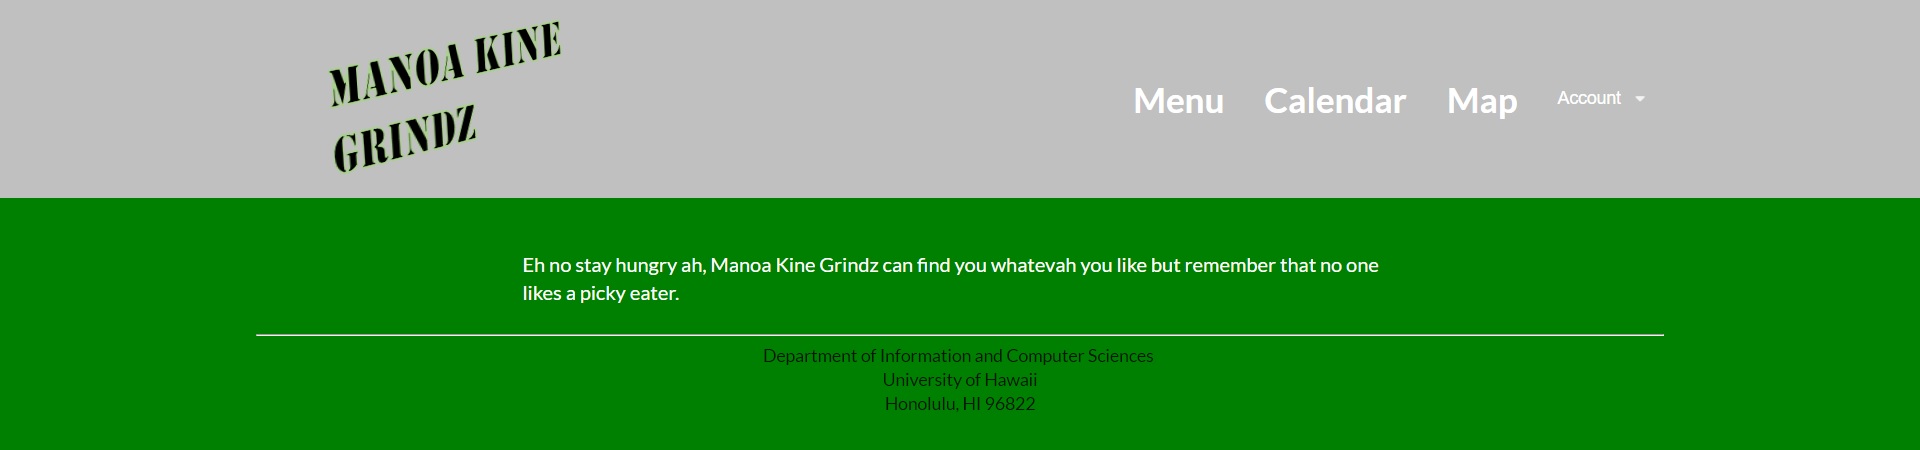 MANOA KINE
GRINDZ
Menu Calendar Map Account
Eh no stay hungry ah, Manoa Kine Grindz can find you whatevah you like but remember that no one
likes a picky eater.
Department of Information and Computer Sciences
University of Hawaii
Honolulu, HI 96822